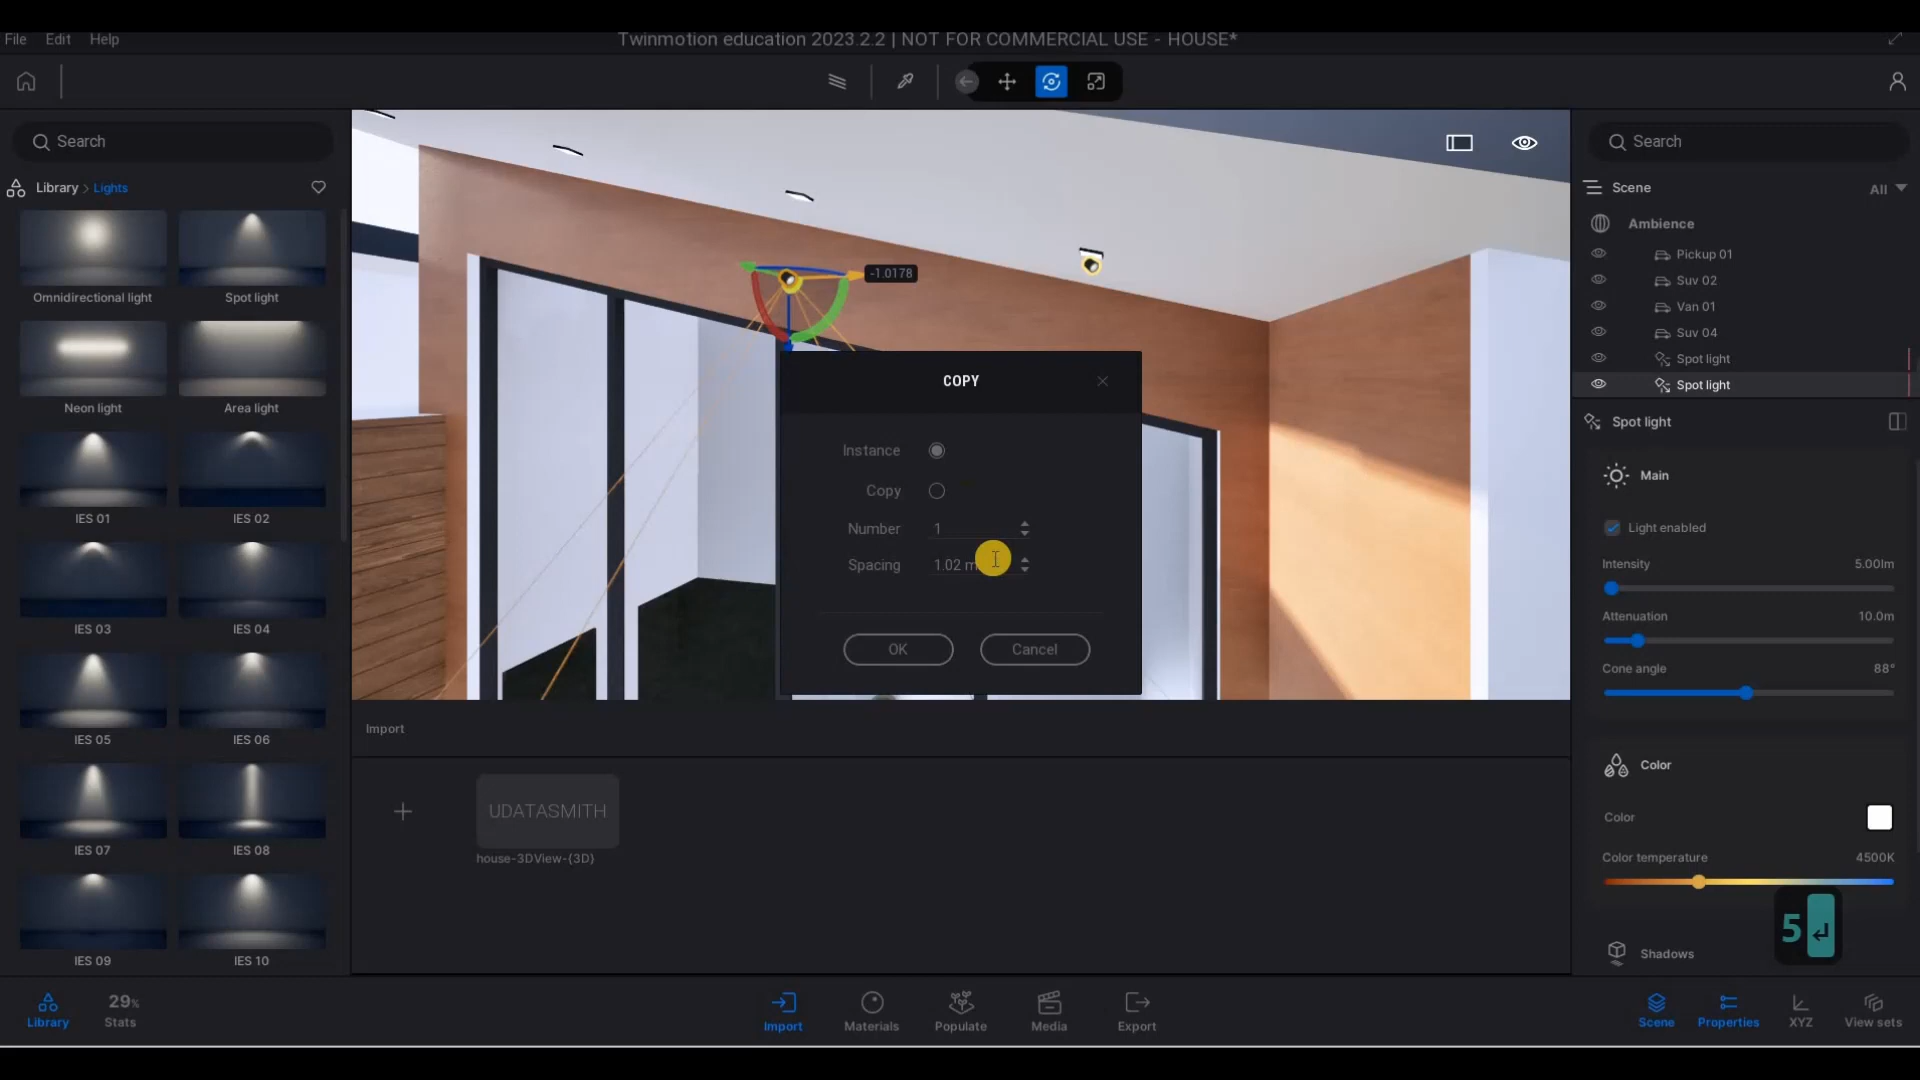 File Edit Help
Twinmotion education 2023.2.2 | NOT FOR COMMERCIAL USE - HOUSE*
Search
Library > Lights
Omnidirectional light
Spot light
Neon light
Area light
IES 01
IES 02
IES 03
IES 04
IES 05
IES 06
IES 07
IES 08
IES 09
IES 10
-1.0178
COPY
Instance
Copy
Number 1
Spacing 1.02 m
OK
Cancel
Import
UDATASMITH
house-3DView-{3D}
Search
Scene
All
Ambience
Pickup 01
Suv 02
Van 01
Suv 04
Spot light
Spot light
Spot light
Main
Light enabled
Intensity 5.00lm
Attenuation 10.0m
Cone angle 88°
Color
Color
Color temperature 4500K
5
Shadows
Library
29%
Stats
Import
Materials
Populate
Media
Export
Scene
Properties
XYZ
View sets